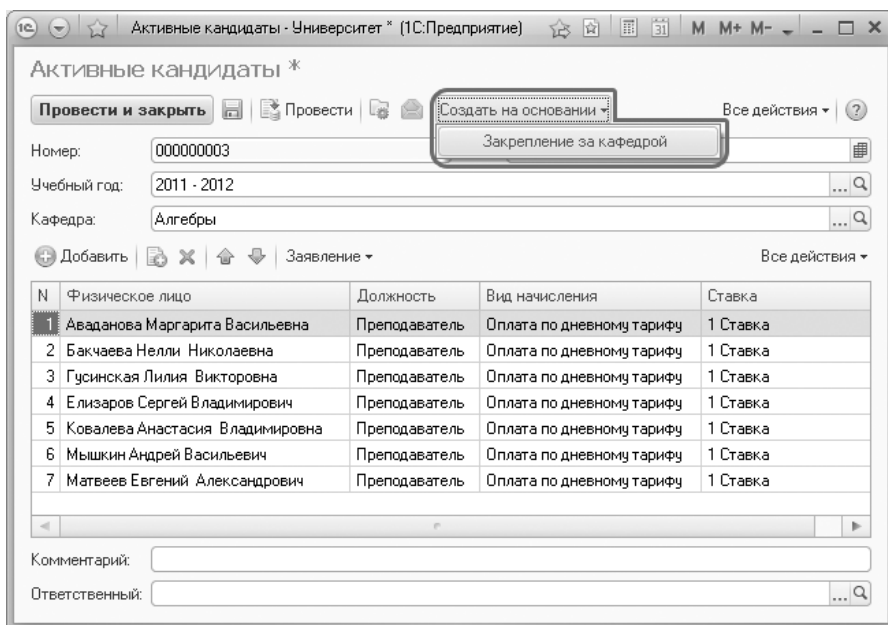 1С Активные кандидаты - Университет * (1С:Предприятие) 31 M M+ M-
Активные кандидаты *
Провести и закрыть Провести Создать на основании Все действия ?
Закрепление за кафедрой
Номер: 000000003
Учебный год: 2011 - 2012 ...
Кафедра: Алгебры ...
Добавить Заявление Все действия
N Физическое лицо Должность Вид начисления Ставка
1 Аваданова Маргарита Васильевна Преподаватель Оплата по дневному тарифу 1 Ставка
2 Бакчаева Нелли Николаевна Преподаватель Оплата по дневному тарифу 1 Ставка
3 Гусинская Лилия Викторовна Преподаватель Оплата по дневному тарифу 1 Ставка
4 Елизаров Сергей Владимирович Преподаватель Оплата по дневному тарифу 1 Ставка
5 Ковалева Анастасия Владимировна Преподаватель Оплата по дневному тарифу 1 Ставка
6 Мышкин Андрей Васильевич Преподаватель Оплата по дневному тарифу 1 Ставка
7 Матвеев Евгений Александрович Преподаватель Оплата по дневному тарифу 1 Ставка
Комментарий:
Ответственный: ...